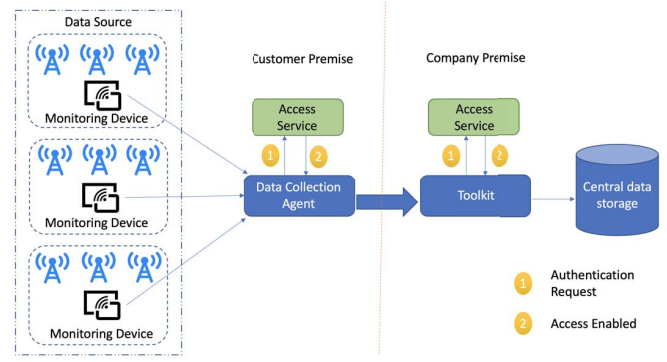 Data Source
Customer Premise
Company Premise
Monitoring Device
Access
Service
Access
Service
1
2
1
2
Monitoring Device
Data Collection
Agent
Toolkit
Central data
storage
Monitoring Device
1
Authentication
Request
2
Access Enabled